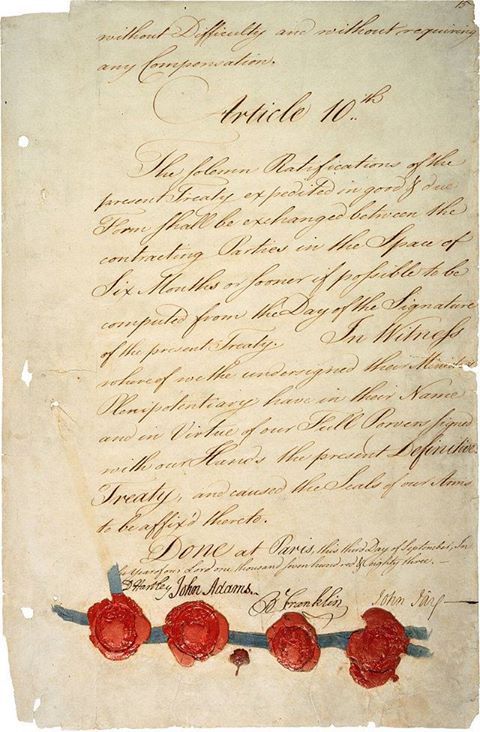 15
without Difficulty and without requiring
any Compensation.
Article 10th
The solemn Ratifications of the
present Treaty expedited in good & due
Form shall be exchanged between the
contracting Parties in the Space of
Six Months or sooner if possible to be
computed from the Day of the Signature
of the present Treaty. In Witness
whereof we the undersigned their Ministers
Plenipotentiary have in their Name
and in Virtue of our Full Powers signed
with our Hands the present Definitive
Treaty, and caused the Seals of our Arms
to be affix'd thereto.
Done at Paris, this third Day of September, In
the Year of our Lord one thousand seven hundred & eighty three.
D Hartley John Adams. B Franklin John Jay